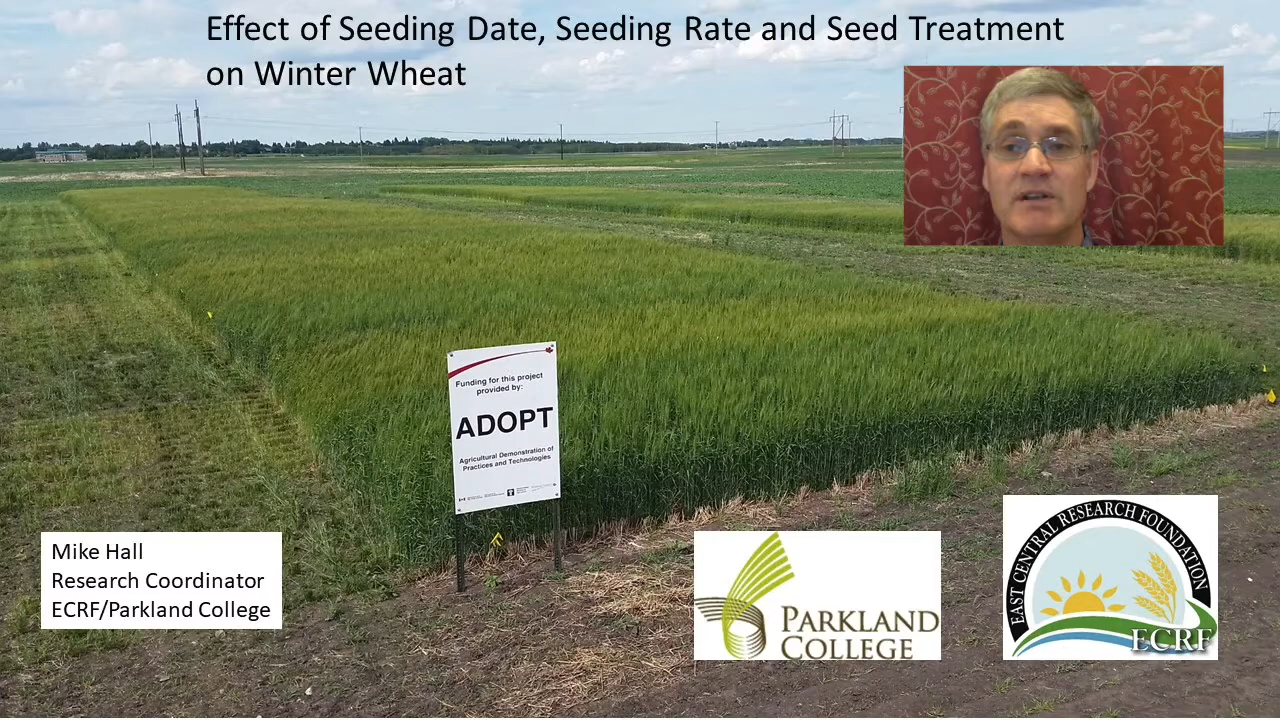 Effect of Seeding Date, Seeding Rate and Seed Treatment
on Winter Wheat
Funding for this project
provided by:
ADOPT
Agricultural Demonstration of
Practices and Technologies
Mike Hall
Research Coordinator
ECRF/Parkland College
PARKLAND
COLLEGE
EAST CENTRAL RESEARCH FOUNDATION
ECRF